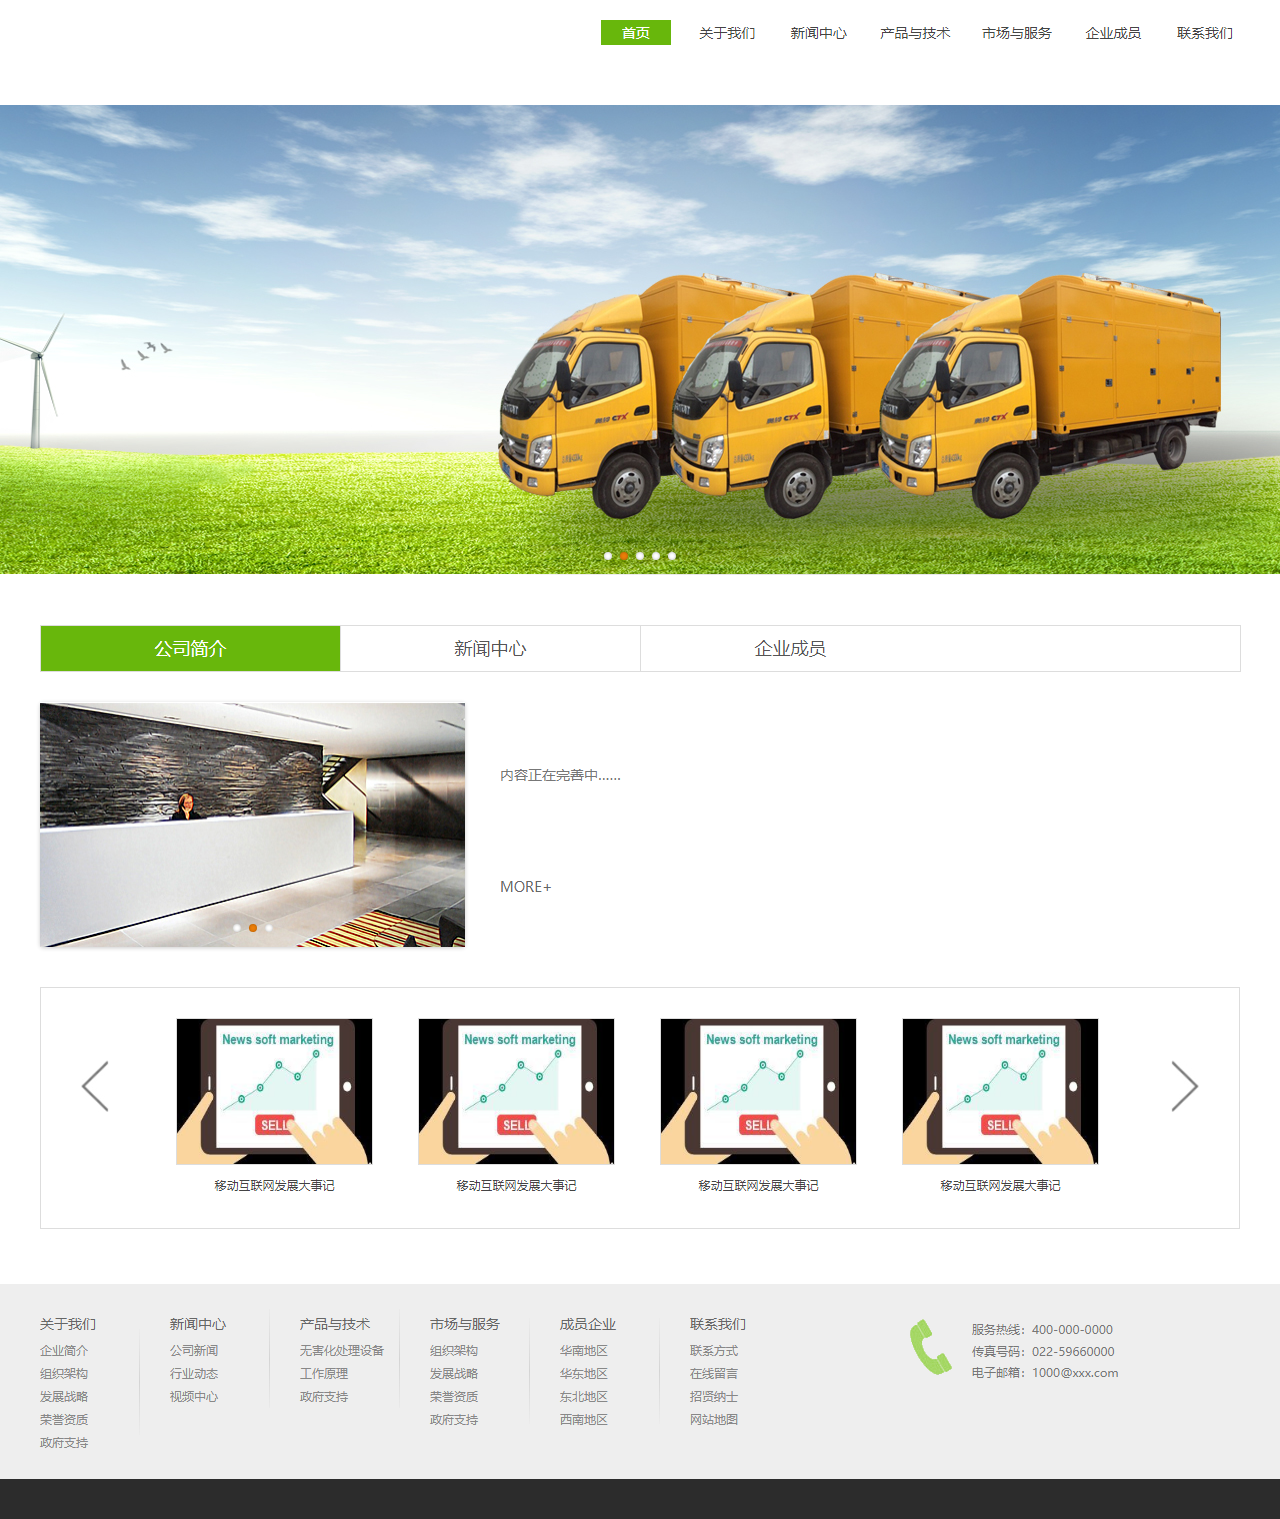 首页 关于我们 新闻中心 产品与技术 市场与服务 企业成员 联系我们
公司简介 新闻中心 企业成员
内容正在完善中......
MORE+
News soft marketing News soft marketing News soft marketing News soft marketing
SELL SELL SELL SELL
移动互联网发展大事记 移动互联网发展大事记 移动互联网发展大事记 移动互联网发展大事记
关于我们
企业简介
组织架构
发展战略
荣誉资质
政府支持
新闻中心
公司新闻
行业动态
视频中心
产品与技术
无害化处理设备
工作原理
政府支持
市场与服务
组织架构
发展战略
荣誉资质
政府支持
成员企业
华南地区
华东地区
东北地区
西南地区
联系我们
联系方式
在线留言
招贤纳士
网站地图
服务热线：400-000-0000
传真号码：022-59660000
电子邮箱：1000@xxx.com